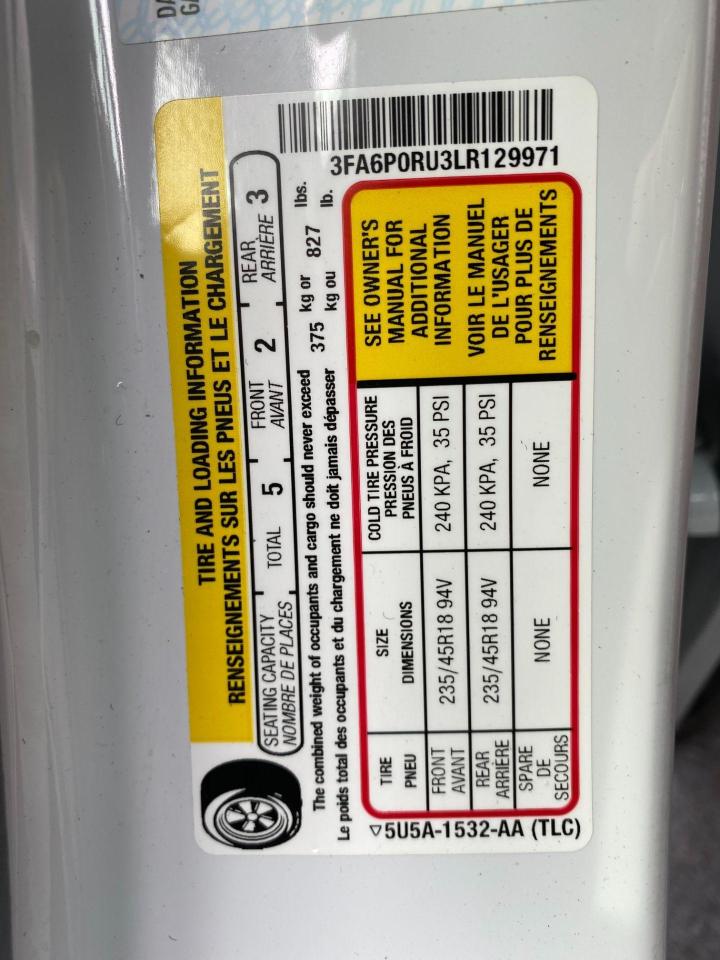 DA
GA
TIRE AND LOADING INFORMATION
RENSEIGNEMENTS SUR LES PNEUS ET LE CHARGEMENT
SEATING CAPACITY TOTAL 5 FRONT 2 REAR 3
NOMBRE DE PLACES AVANT ARRIÈRE
The combined weight of occupants and cargo should never exceed 375 kg or 827 lbs.
Le poids total des occupants et du chargement ne doit jamais dépasser kg ou lb.
3FA6P0RU3LR129971
TIRE SIZE COLD TIRE PRESSURE
PNEU DIMENSIONS PRESSION DES
PNEUS À FROID
FRONT 235/45R18 94V 240 KPA, 35 PSI
AVANT
REAR 235/45R18 94V 240 KPA, 35 PSI
ARRIÈRE
SPARE NONE NONE
DE
SECOURS
SEE OWNER'S
MANUAL FOR
ADDITIONAL
INFORMATION
VOIR LE MANUEL
DE L'USAGER
POUR PLUS DE
RENSEIGNEMENTS
5U5A-1532-AA (TLC)